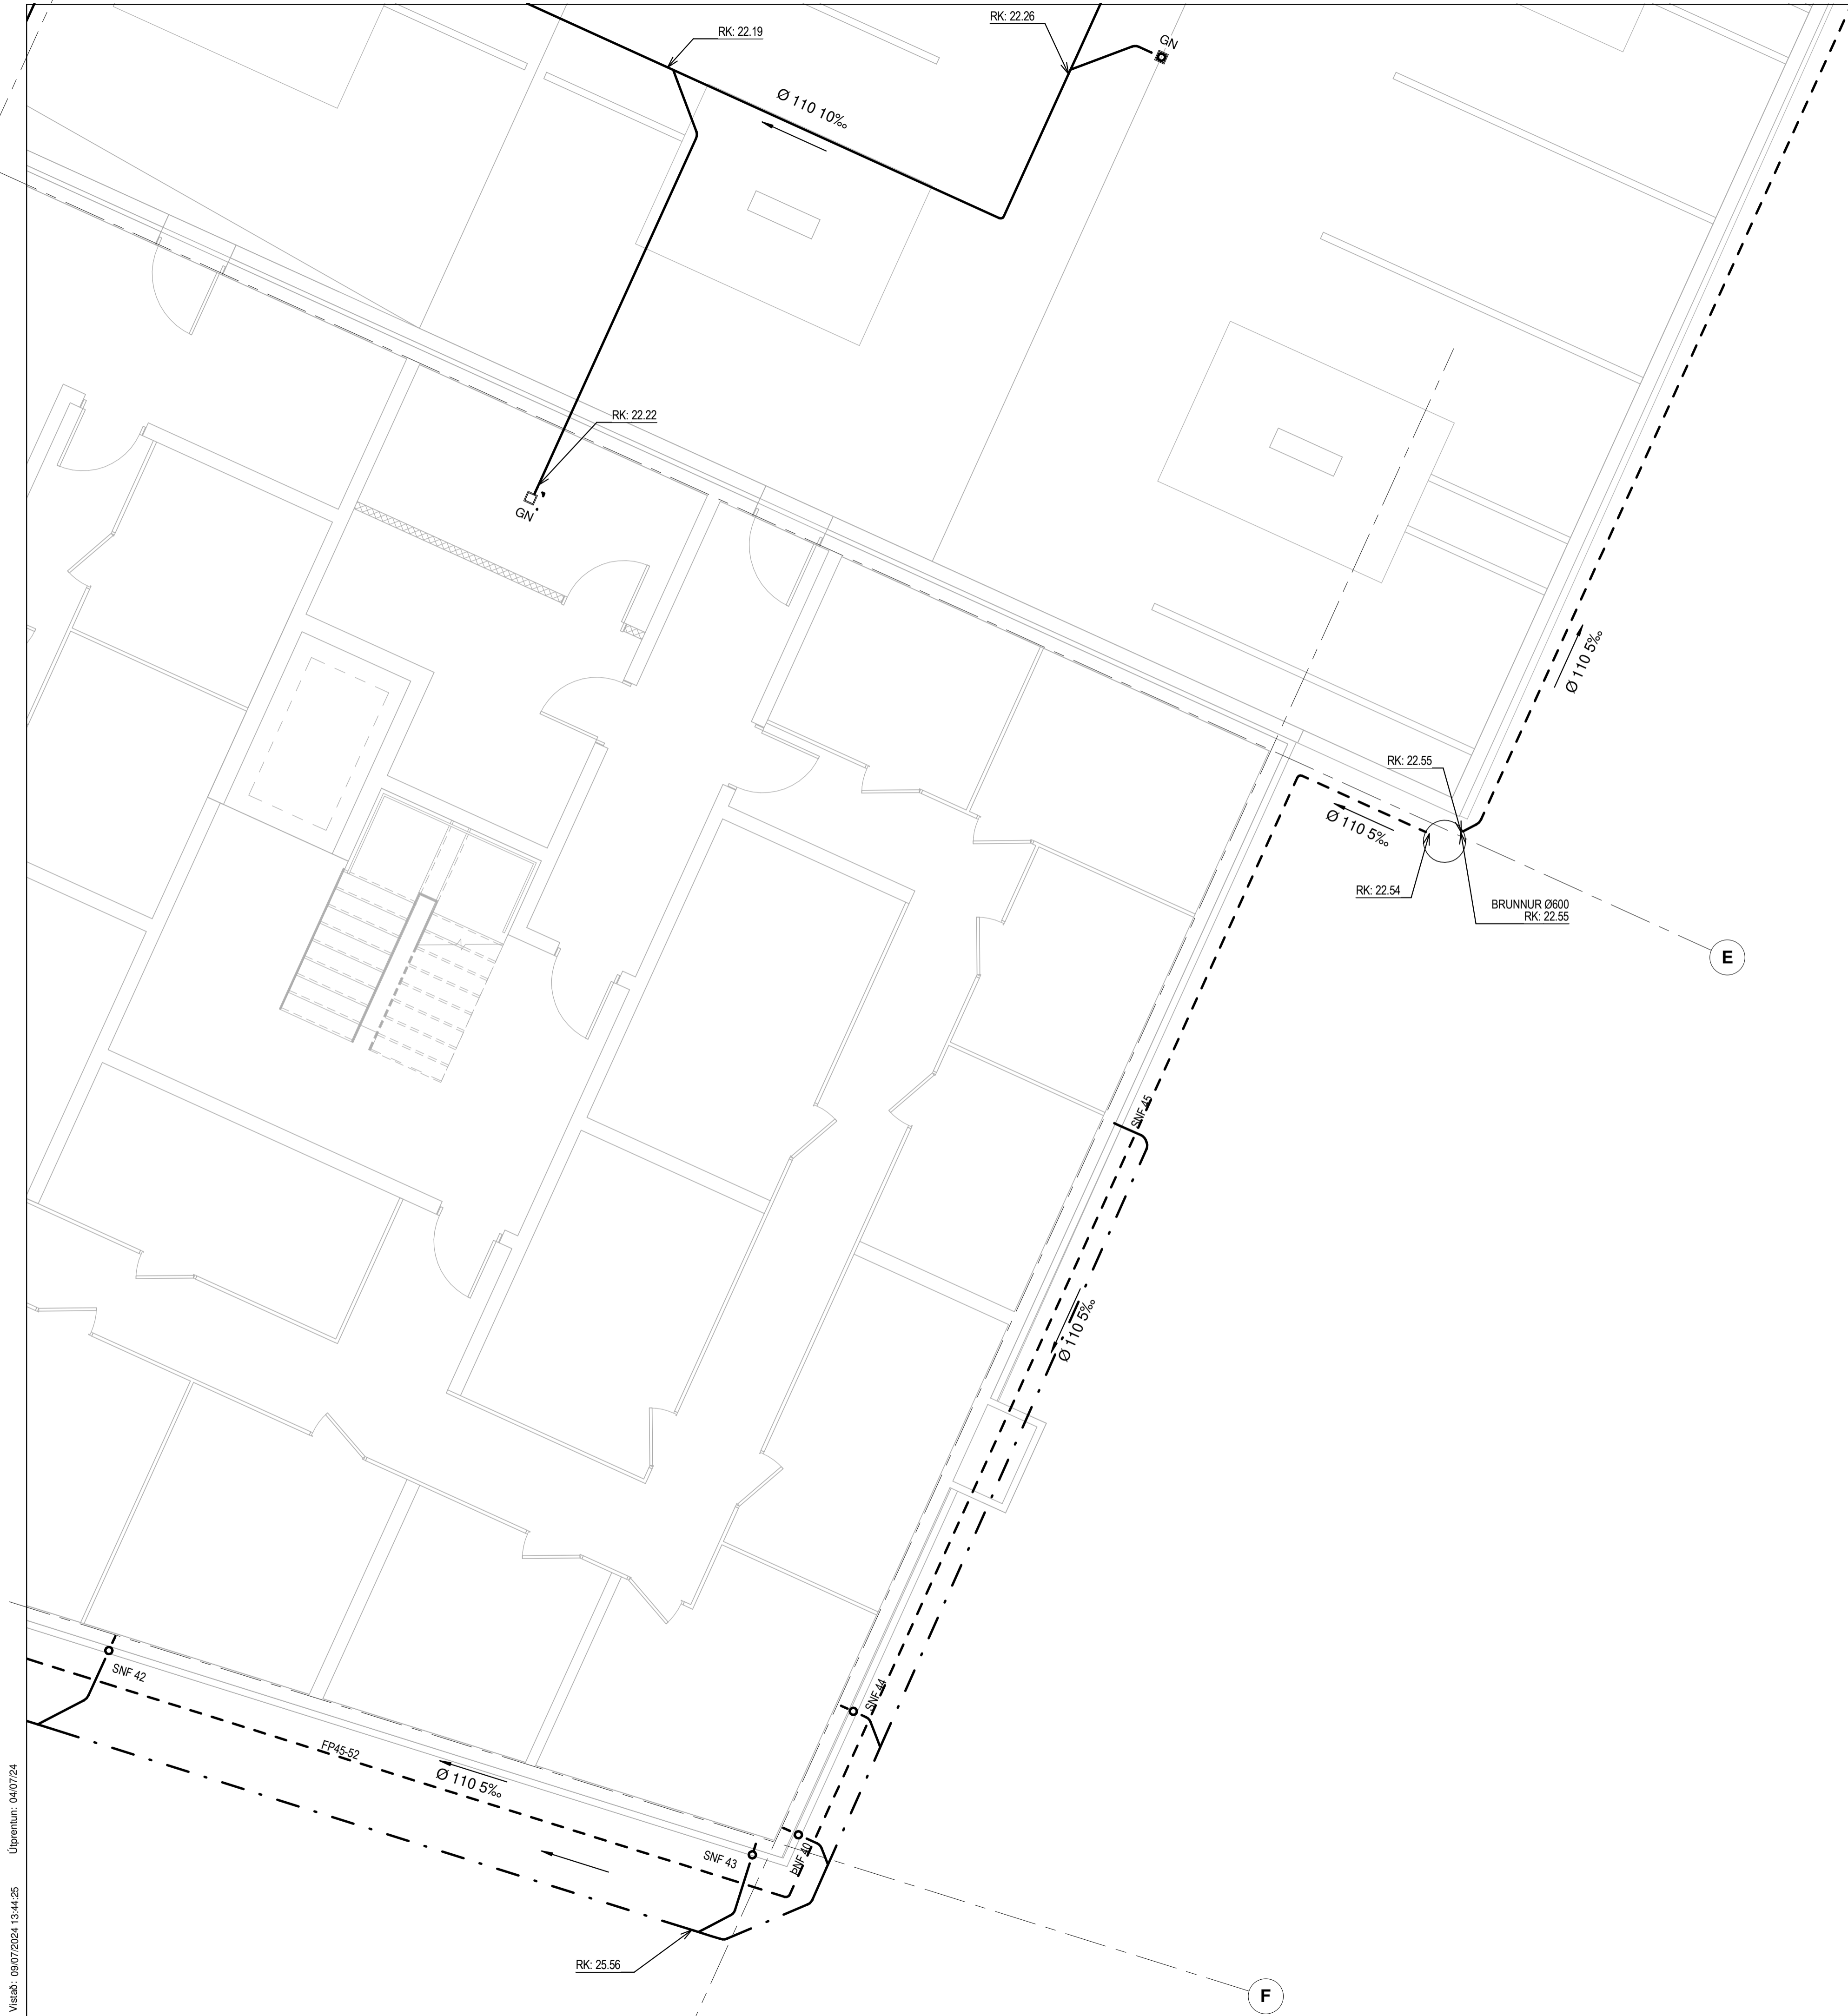 RK: 22.19
RK: 22.26
GN
Ø 110 10‰
RK: 22.22
GN
Ø 110 5‰
RK: 22.55
Ø 110 5‰
RK: 22.54
BRUNNUR Ø600
RK: 22.55
E
SNF 45
Ø 110 5‰
SNF 42
SNF 44
FP45-52
Ø 110 5‰
SNF 43
ÞNF 40
RK: 25.56
F
Vistað: 09/07/2024 13:44:25 Útprentun: 04/07/24